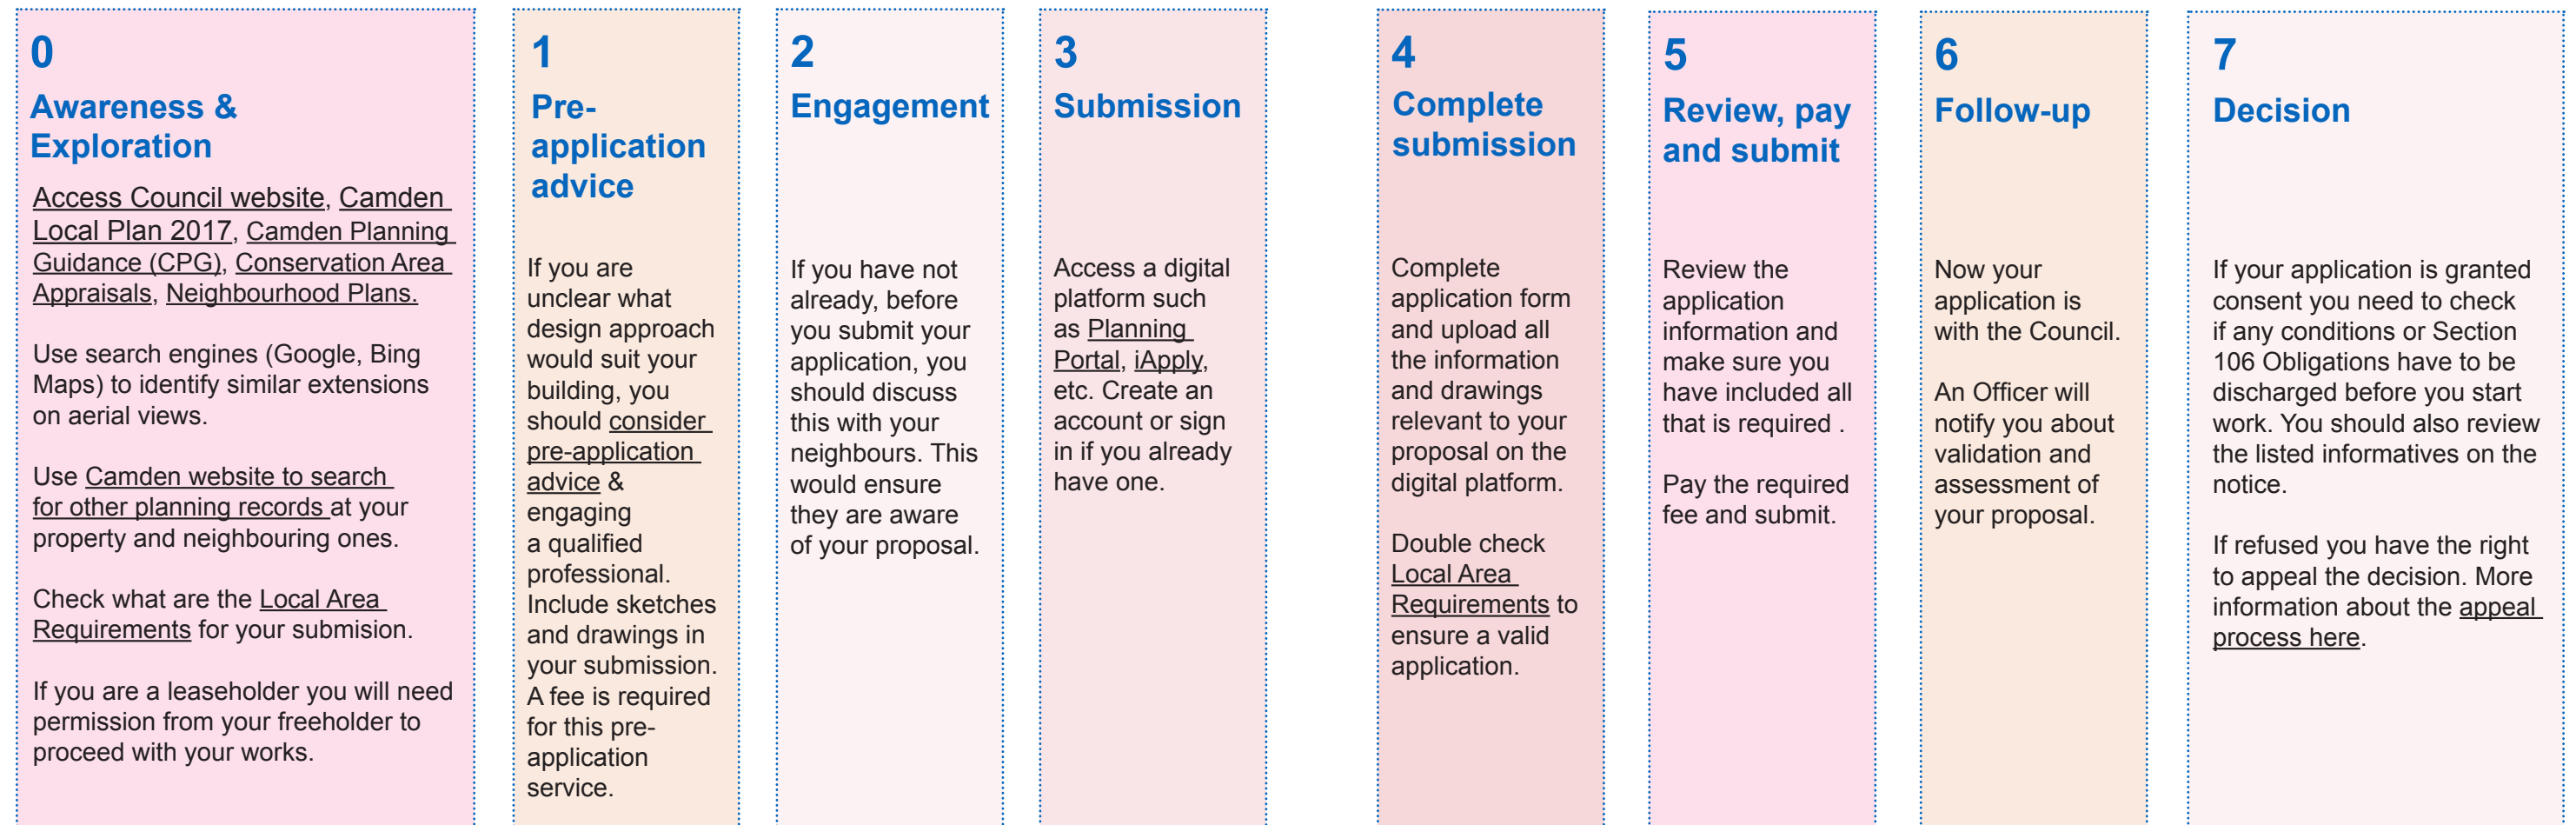 0
Awareness &
Exploration
Access Council website, Camden
Local Plan 2017, Camden Planning
Guidance (CPG), Conservation Area
Appraisals, Neighbourhood Plans.
Use search engines (Google, Bing
Maps) to identify similar extensions
on aerial views.
Use Camden website to search
for other planning records at your
property and neighbouring ones.
Check what are the Local Area
Requirements for your submision.
If you are a leaseholder you will need
permission from your freeholder to
proceed with your works.
1
Pre-
application
advice
If you are
unclear what
design approach
would suit your
building, you
should consider
pre-application
advice &
engaging
a qualified
professional.
Include sketches
and drawings in
your submission.
A fee is required
for this pre-
application
service.
2
Engagement
If you have not
already, before
you submit your
application, you
should discuss
this with your
neighbours. This
would ensure
they are aware
of your proposal.
3
Submission
Access a digital
platform such
as Planning
Portal, iApply,
etc. Create an
account or sign
in if you already
have one.
4
Complete
submission
Complete
application form
and upload all
the information
and drawings
relevant to your
proposal on the
digital platform.
Double check
Local Area
Requirements to
ensure a valid
application.
5
Review, pay
and submit
Review the
application
information and
make sure you
have included all
that is required .
Pay the required
fee and submit.
6
Follow-up
Now your
application is
with the Council.
An Officer will
notify you about
validation and
assessment of
your proposal.
7
Decision
If your application is granted
consent you need to check
if any conditions or Section
106 Obligations have to be
discharged before you start
work. You should also review
the listed informatives on the
notice.
If refused you have the right
to appeal the decision. More
information about the appeal
process here.